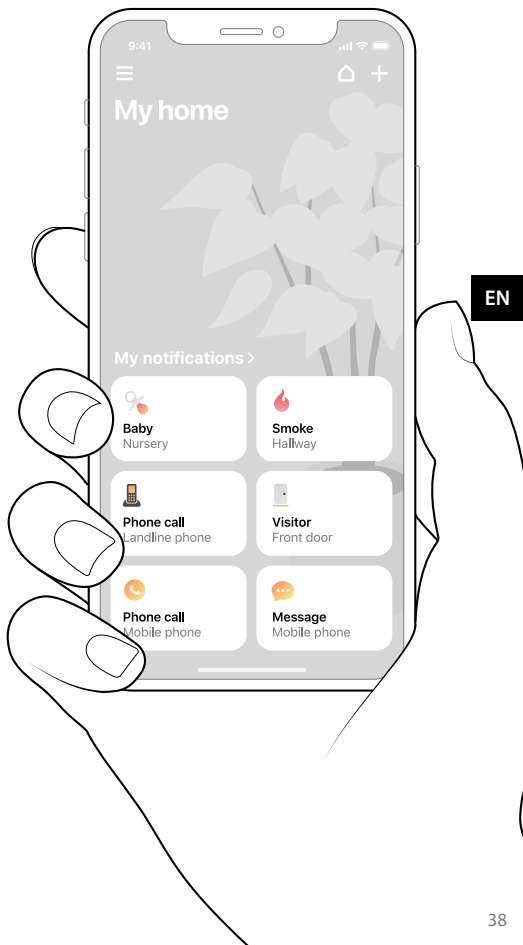 9:41
My home
EN
My notifications >
Baby
Nursery
Smoke
Hallway
Phone call
Landline phone
Visitor
Front door
Phone call
Mobile phone
Message
Mobile phone
38